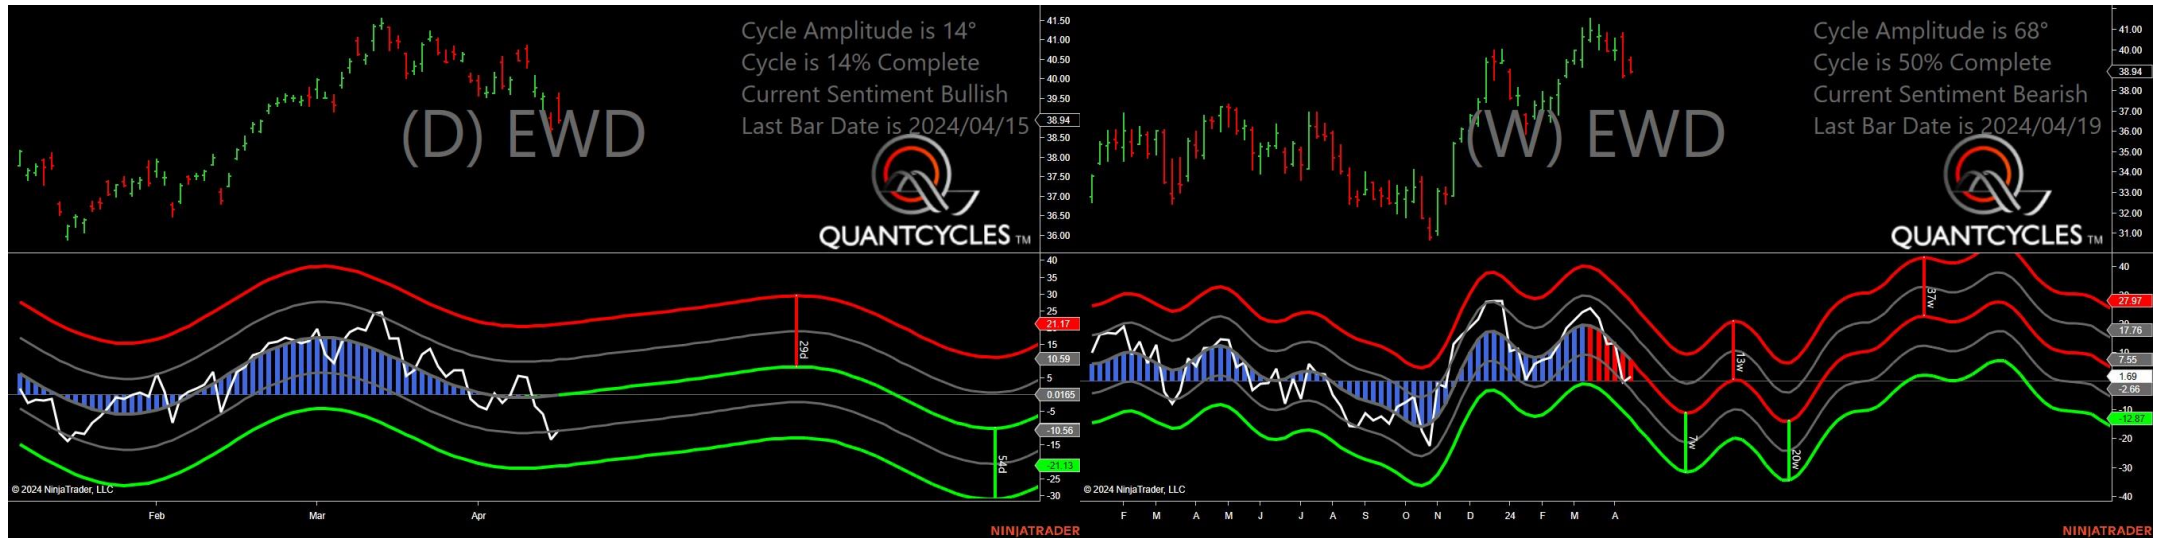 Cycle Amplitude is 14°
Cycle is 14% Complete
Current Sentiment Bullish
Last Bar Date is 2024/04/15
(D) EWD
QUANTCYCLES TM
41.50
41.00
40.50
40.00
39.50
38.94
38.50
38.00
37.50
37.00
36.50
36.00
40
35
30
25
21.17
15
10.59
5
0.0165
-5
-10.56
-15
-21.13
-25
-30
29d
54d
© 2024 NinjaTrader, LLC
Feb Mar Apr
NINJATRADER
Cycle Amplitude is 68°
Cycle is 50% Complete
Current Sentiment Bearish
Last Bar Date is 2024/04/19
(W) EWD
QUANTCYCLES TM
41.00
40.00
38.94
38.00
37.00
36.00
35.00
34.00
33.00
32.00
31.00
40
27.97
17.76
7.55
1.69
-2.66
-10
-12.87
-20
-30
-40
7w
13w
20w
37w
© 2024 NinjaTrader, LLC
F M A M J J A S O N D 24 F M A
NINJATRADER